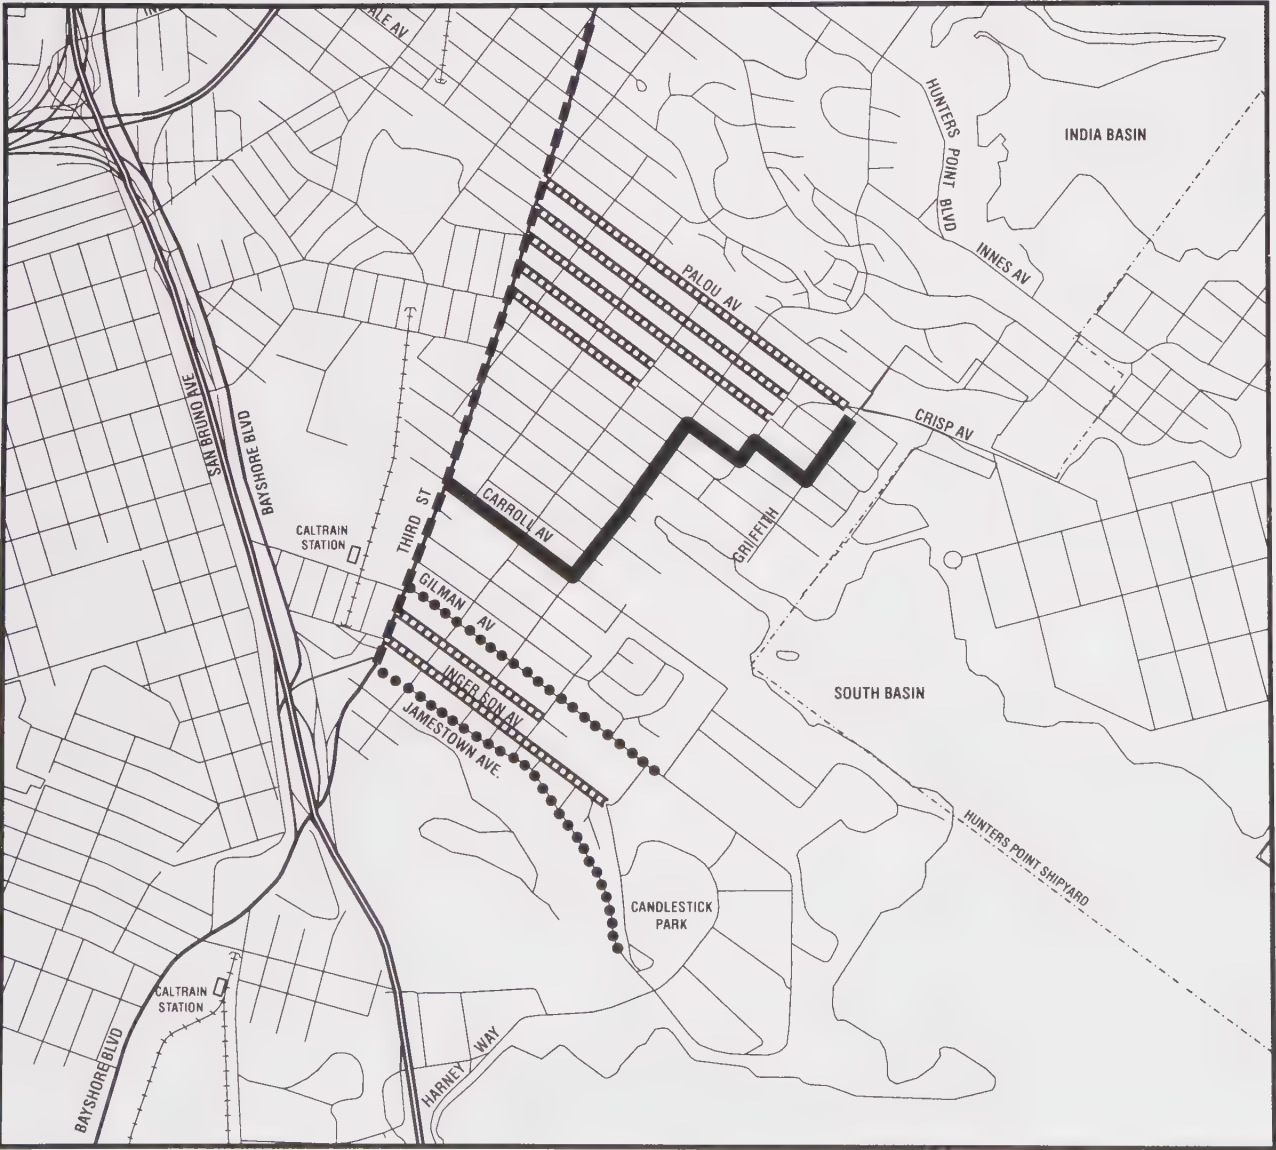 ALE AV
INDIA BASIN
HUNTERS POINT BLVD
INNES AV
PALOU AV
SAN BRUNO AVE
BAYSHORE BLVD
CRISP AV
THIRD ST
CARROLL AV
CALTRAIN
STATION
GRIFFITH
GILMAN AV
INGERSON AV
JAMESTOWN AVE.
SOUTH BASIN
HUNTERS POINT SHIPYARD
CANDLESTICK
PARK
CALTRAIN
STATION
BAYSHORE BLVD
HARNEY WAY